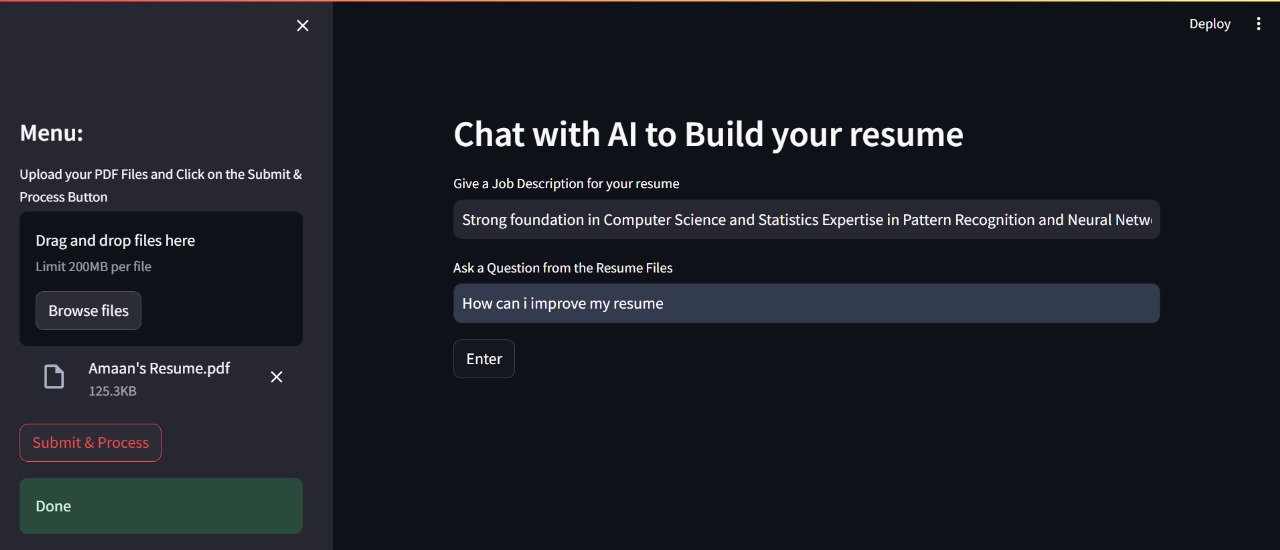 Deploy
Menu:
Upload your PDF Files and Click on the Submit &
Process Button
Drag and drop files here
Limit 200MB per file
Browse files
Amaan's Resume.pdf
125.3KB
Submit & Process
Done
Chat with AI to Build your resume
Give a Job Description for your resume
Strong foundation in Computer Science and Statistics Expertise in Pattern Recognition and Neural
Ask a Question from the Resume Files
How can i improve my resume
Enter